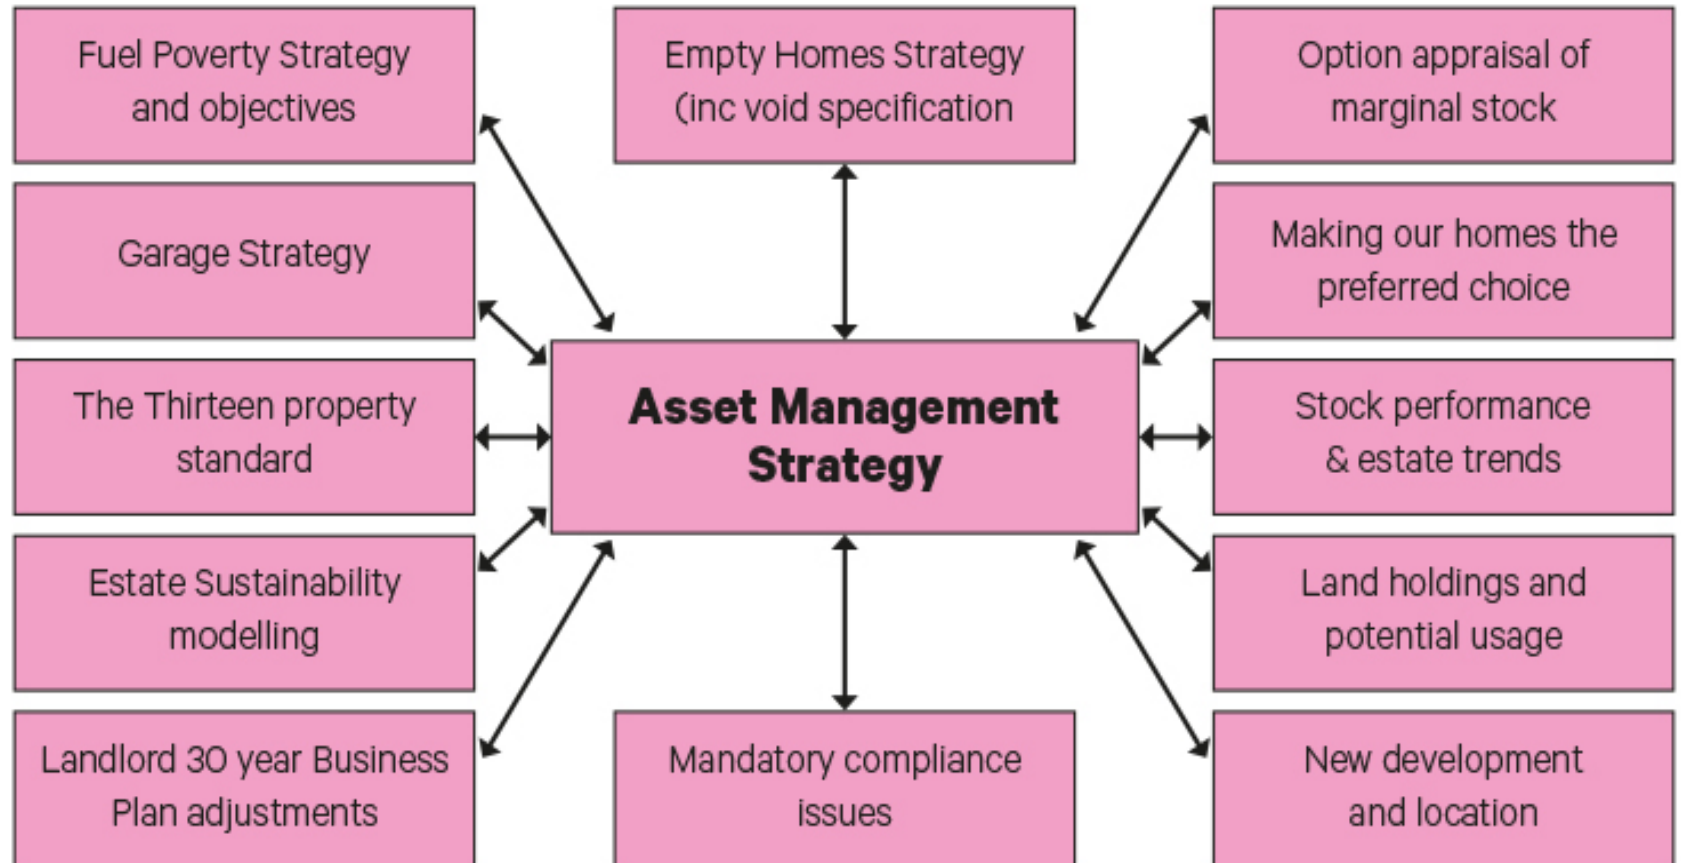 Fuel Poverty Strategy
and objectives
Empty Homes Strategy
(inc void specification
Option appraisal of
marginal stock
Garage Strategy
Making our homes the
preferred choice
The Thirteen property
standard
Asset Management
Strategy
Stock performance
& estate trends
Estate Sustainability
modelling
Land holdings and
potential usage
Landlord 30 year Business
Plan adjustments
Mandatory compliance
issues
New development
and location